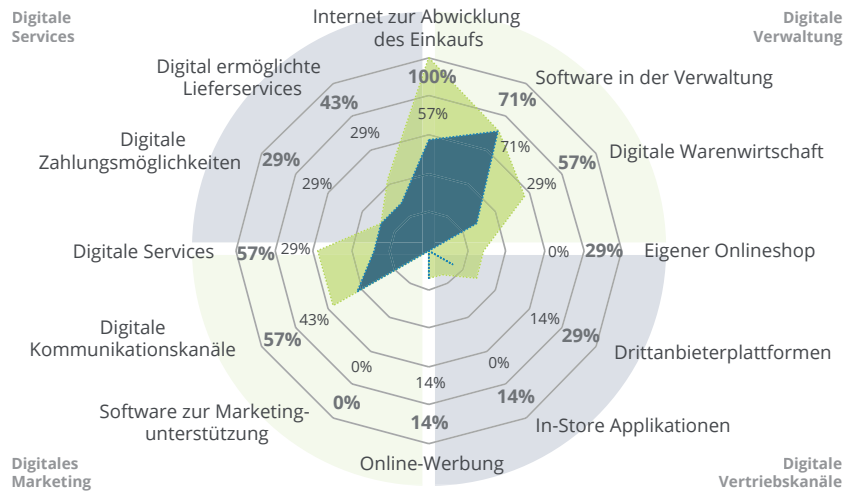 Digitale
Services
Internet zur Abwicklung
des Einkaufs
Digitale
Verwaltung
Digital ermöglichte
Lieferservices
100%
Software in der Verwaltung
43%
71%
57%
29%
71%
Digitale
Zahlungsmöglichkeiten
29%
57%
Digitale Warenwirtschaft
29%
29%
Digitale Services
57%
29%
0%
29%
Eigener Onlineshop
Digitale
Kommunikationskanäle
43%
14%
57%
29%
Drittanbieterplattformen
0%
0%
14%
Software zur Marketing-
unterstützung
0%
14%
14%
In-Store Applikationen
Online-Werbung
Digitales
Marketing
Digitale
Vertriebskanäle